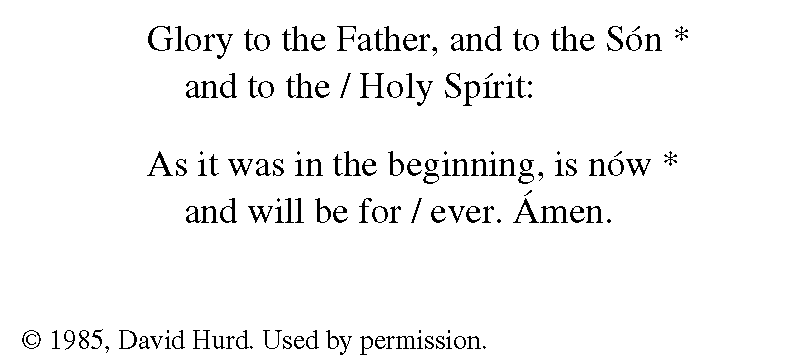 Glory to the Father, and to the Són *
and to the / Holy Spírit:
As it was in the beginning, is nów *
and will be for / ever. Ámen.
© 1985, David Hurd. Used by permission.